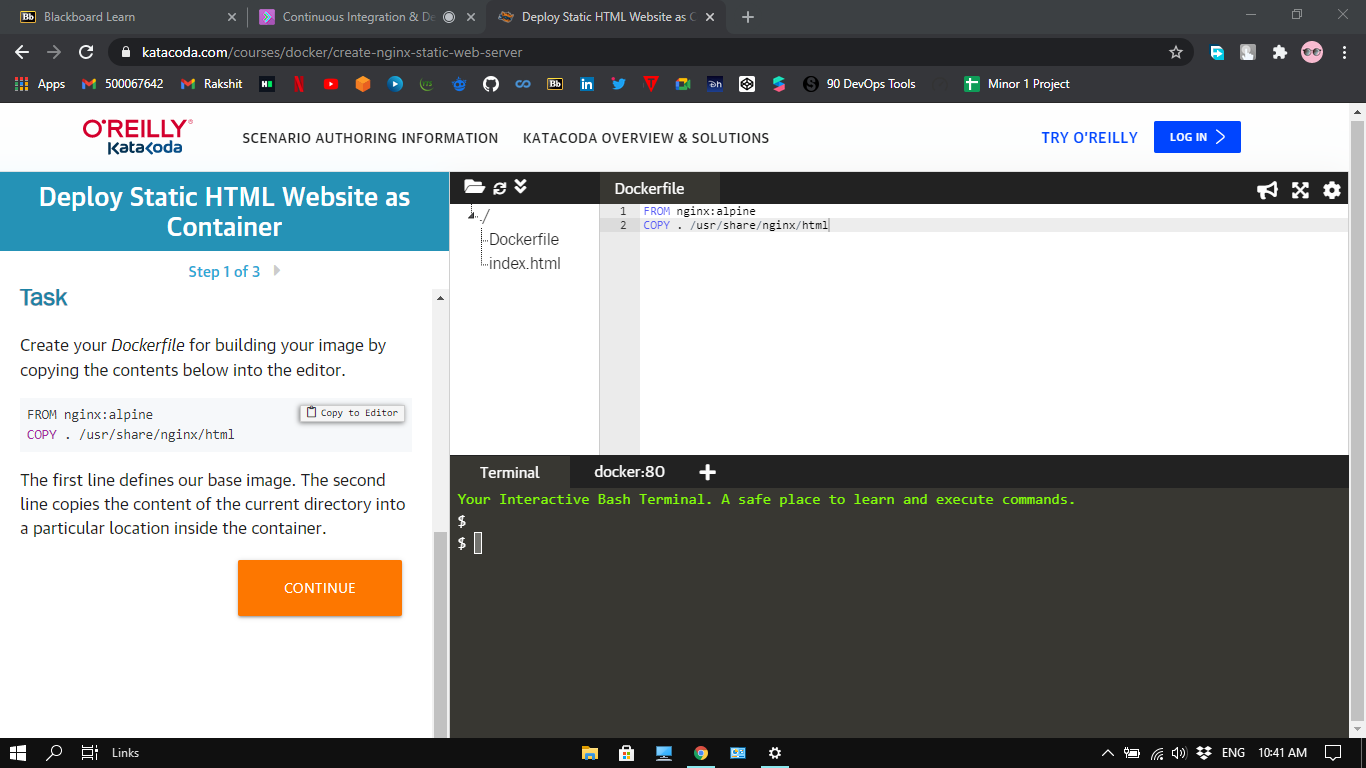 Blackboard Learn
Continuous Integration & De
Deploy Static HTML Website as C
katacoda.com/courses/docker/create-nginx-static-web-server
Apps
500067642
Rakshit
Bb
90 DevOps Tools
Minor 1 Project
O'REILLY
KataKoda
SCENARIO AUTHORING INFORMATION
KATACODA OVERVIEW & SOLUTIONS
TRY O'REILLY
LOG IN
Deploy Static HTML Website as
Container
Step 1 of 3
Task
Create your Dockerfile for building your image by
copying the contents below into the editor.
FROM nginx:alpine
Copy to Editor
COPY . /usr/share/nginx/html
The first line defines our base image. The second
line copies the content of the current directory into
a particular location inside the container.
CONTINUE
./
Dockerfile
index.html
Dockerfile
1 FROM nginx:alpine
2 COPY . /usr/share/nginx/html
Terminal
docker:80
Your Interactive Bash Terminal. A safe place to learn and execute commands.
$
$
Links
ENG
10:41 AM